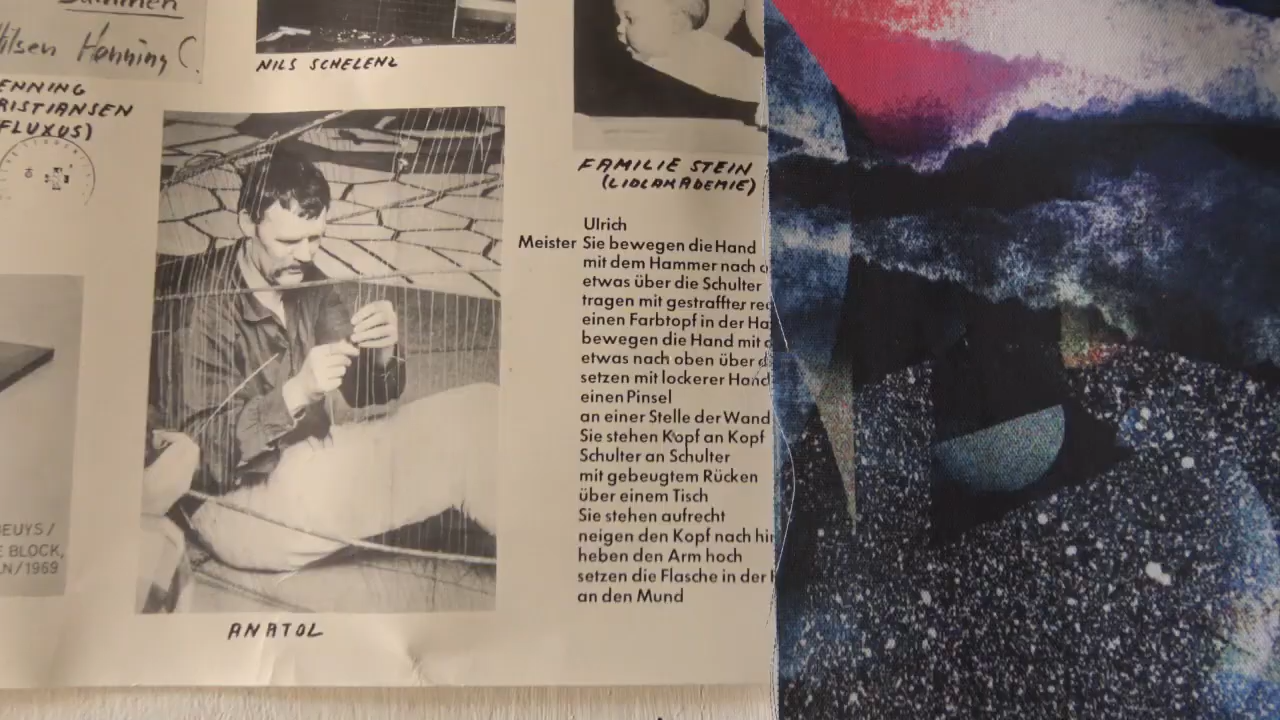 Hilsen Henning C.
NILS SCHELENZ
ENNING
RISTIANSEN
FLUXUS)
FAMILIE STEIN
(LIDLAKADEMIE)
Ulrich
Meister Sie bewegen die Hand
mit dem Hammer nach
etwas über die Schulter
tragen mit gestraffter
einen Farbtopf in der
bewegen die Hand mit
etwas nach oben über
setzen mit lockerer Hand
einen Pinsel
an einer Stelle der Wand
Sie stehen Kopf an Kopf
Schulter an Schulter
mit gebeugtem Rücken
über einem Tisch
Sie stehen aufrecht
neigen den Kopf nach
heben den Arm hoch
setzen die Flasche in der
an den Mund
EUYS/
BLOCK,
N/1969
ANATOL